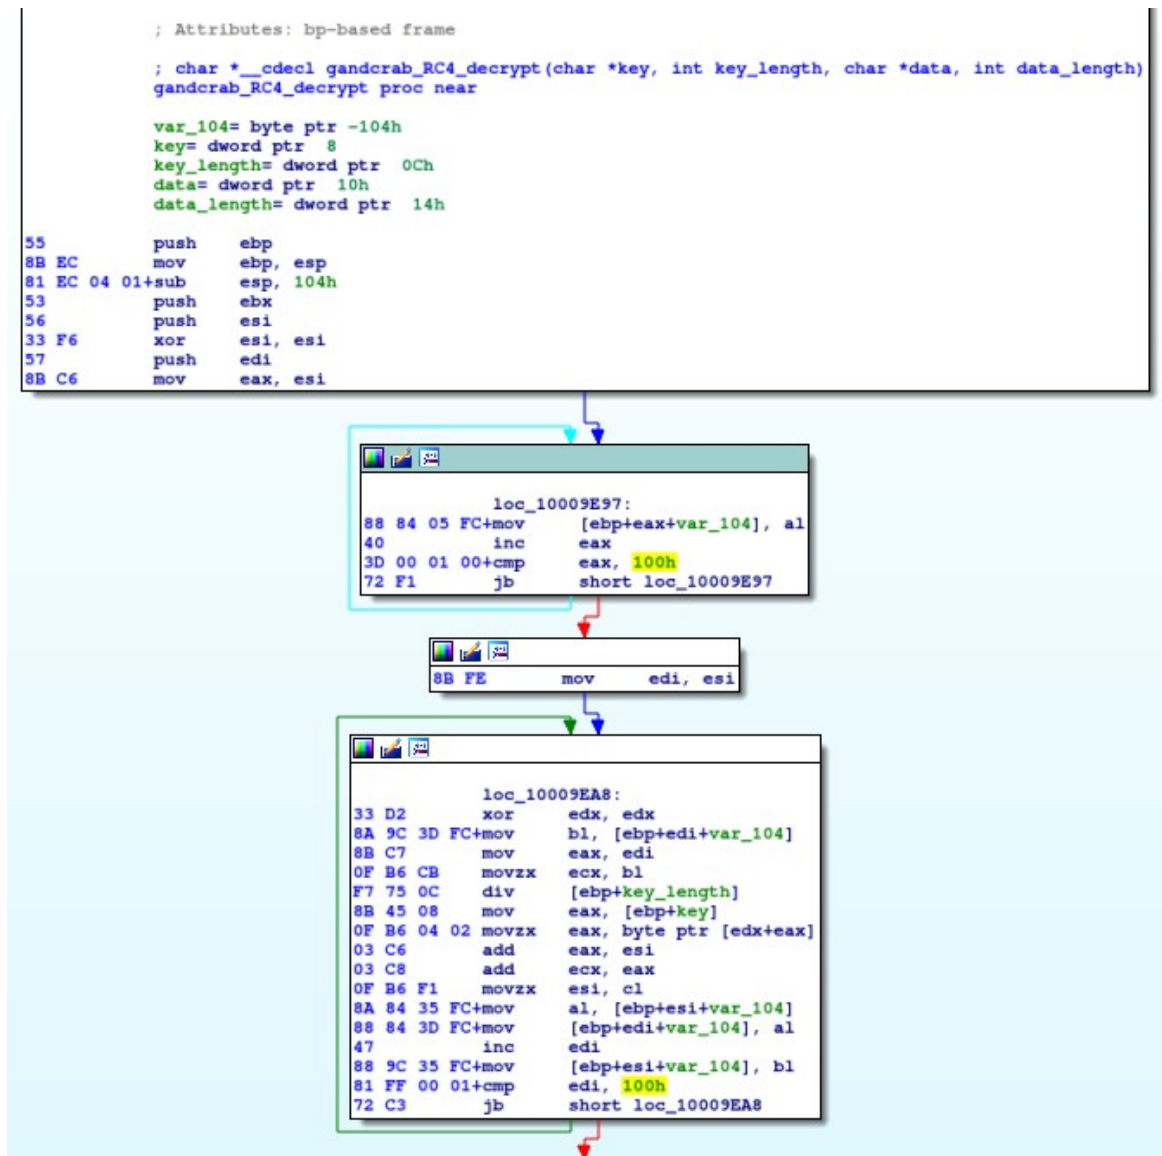 ; Attributes: bp-based frame
; char *__cdecl gandcrab_RC4_decrypt(char *key, int key_length, char *data, int data_length)
gandcrab_RC4_decrypt proc near
var_104= byte ptr -104h
key= dword ptr  8
key_length= dword ptr  0Ch
data= dword ptr  10h
data_length= dword ptr  14h
55 push ebp
8B EC mov ebp, esp
81 EC 04 01+sub esp, 104h
53 push ebx
56 push esi
33 F6 xor esi, esi
57 push edi
8B C6 mov eax, esi
loc_10009E97:
88 84 05 FC+mov [ebp+eax+var_104], al
40 inc eax
3D 00 01 00+cmp eax, 100h
72 F1 jb short loc_10009E97
8B FE mov edi, esi
loc_10009EA8:
33 D2 xor edx, edx
8A 9C 3D FC+mov bl, [ebp+edi+var_104]
8B C7 mov eax, edi
0F B6 CB movzx ecx, bl
F7 75 0C div [ebp+key_length]
8B 45 08 mov eax, [ebp+key]
0F B6 04 02 movzx eax, byte ptr [edx+eax]
03 C6 add eax, esi
03 C8 add ecx, eax
0F B6 F1 movzx esi, cl
8A 84 35 FC+mov al, [ebp+esi+var_104]
88 84 3D FC+mov [ebp+edi+var_104], al
47 inc edi
88 9C 35 FC+mov [ebp+esi+var_104], bl
81 FF 00 01+cmp edi, 100h
72 C3 jb short loc_10009EA8